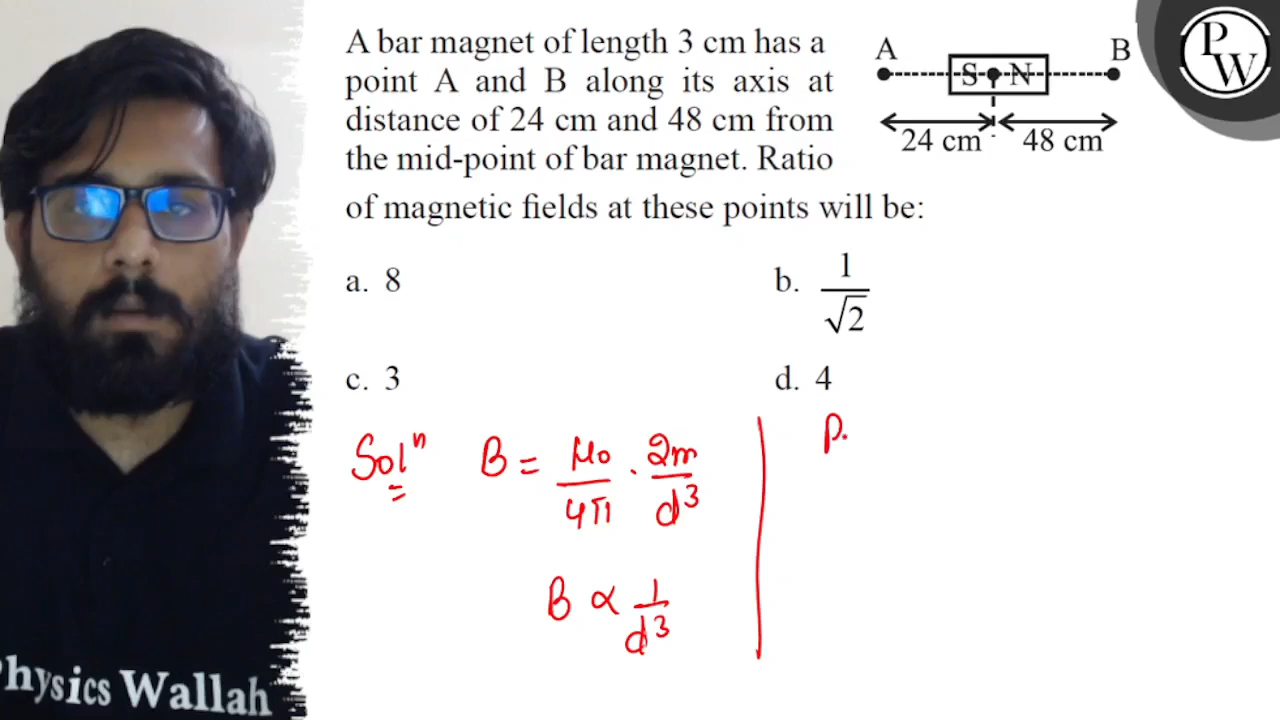 A bar magnet of length 3 cm has a
point A and B along its axis at
distance of 24 cm and 48 cm from
the mid-point of bar magnet. Ratio
of magnetic fields at these points will be:
A S N B
24 cm 48 cm
PW
a. 8
b. 1/√2
c. 3
d. 4
Solⁿ B = μ₀/4π · 2m/d³
B ∝ 1/d³
Physics Wallah